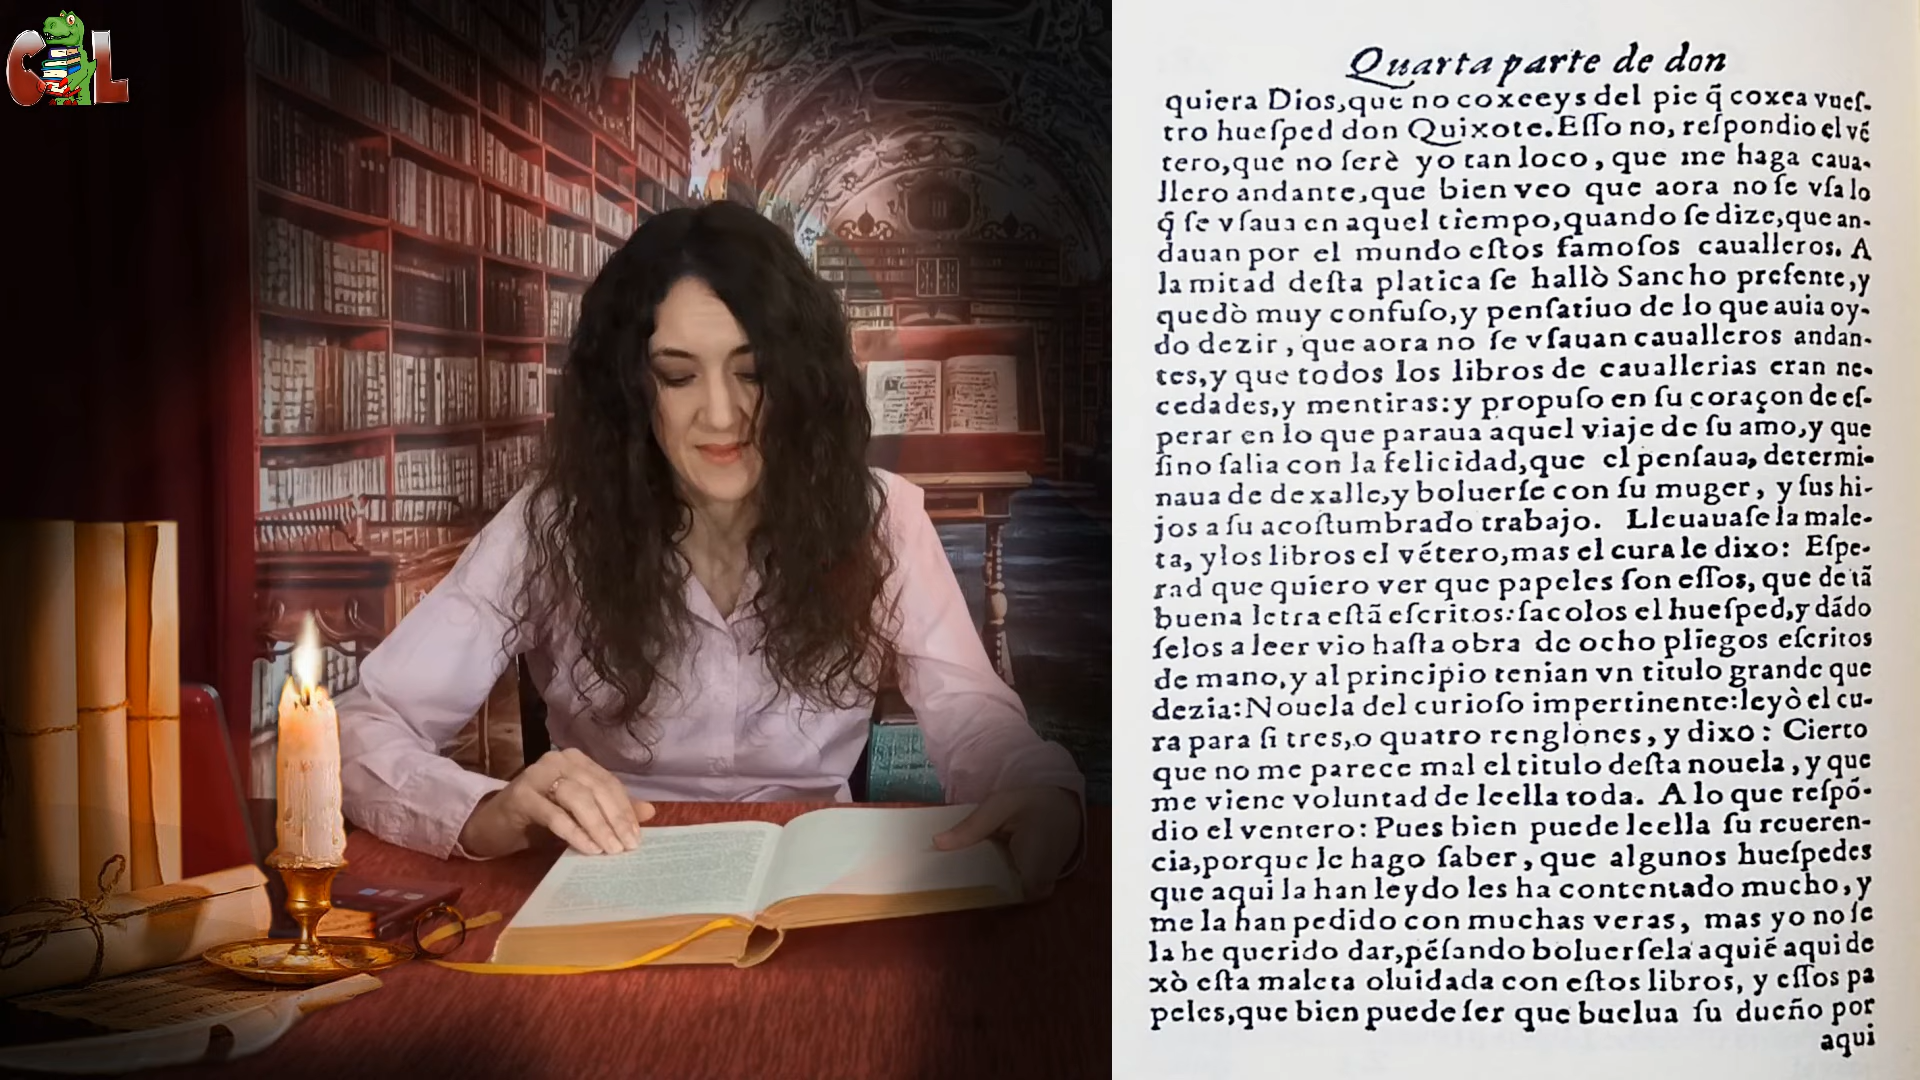 CL
Quarta parte de don
quiera Dios,que no coxeeys del pie q̃ coxea vueſ-
tro hueſped don Quixote.Eſſo no, reſpondio el vẽ
tero,que no ſerè yo tan loco, que me haga caua-
llero andante,que bien veo que aora no ſe vſa lo
q̃ ſe vſaua en aquel tiempo,quando ſe dize,que an-
dauan por el mundo eſtos famoſos caualleros. A
la mitad deſta platica ſe hallò Sancho preſente,y
quedò muy confuſo,y penſatiuo de lo que auia oy-
do dezir, que aora no ſe vſauan caualleros andan-
tes,y que todos los libros de cauallerias eran ne-
cedades,y mentiras:y propuſo en ſu coraçon de eſ-
perar en lo que paraua aquel viaje de ſu amo,y que
ſino ſalia con la felicidad,que el penſaua, determi-
naua de dexalle,y boluerſe con ſu muger, y ſus hi-
jos a ſu acoſtumbrado trabajo. Lleuauaſe la male-
ta, y los libros el vẽtero,mas el cura le dixo: Eſpe-
rad que quiero ver que papeles ſon eſſos, que de tã
buena letra eſtã eſcritos:ſacolos el hueſped,y dãdo
ſelos a leer vio haſta obra de ocho pliegos eſcritos
de mano,y al principio tenian vn titulo grande que
dezia:Nouela del curioſo impertinente:leyò el cu-
ra para ſi tres,o quatro renglones, y dixo: Cierto
que no me parece mal el titulo deſta nouela, y que
me viene voluntad de leella toda. A lo que reſpõ-
dio el ventero: Pues bien puede leella ſu reueren-
cia,porque le hago ſaber, que algunos hueſpedes
que aqui la han leydo les ha contentado mucho, y
me la han pedido con muchas veras, mas yo no ſe
la he querido dar,pẽſando boluerſela a quiẽ aqui de
xò eſta maleta oluidada con eſtos libros, y eſſos pa
peles,que bien puede ſer que buelua ſu dueño por
aqui